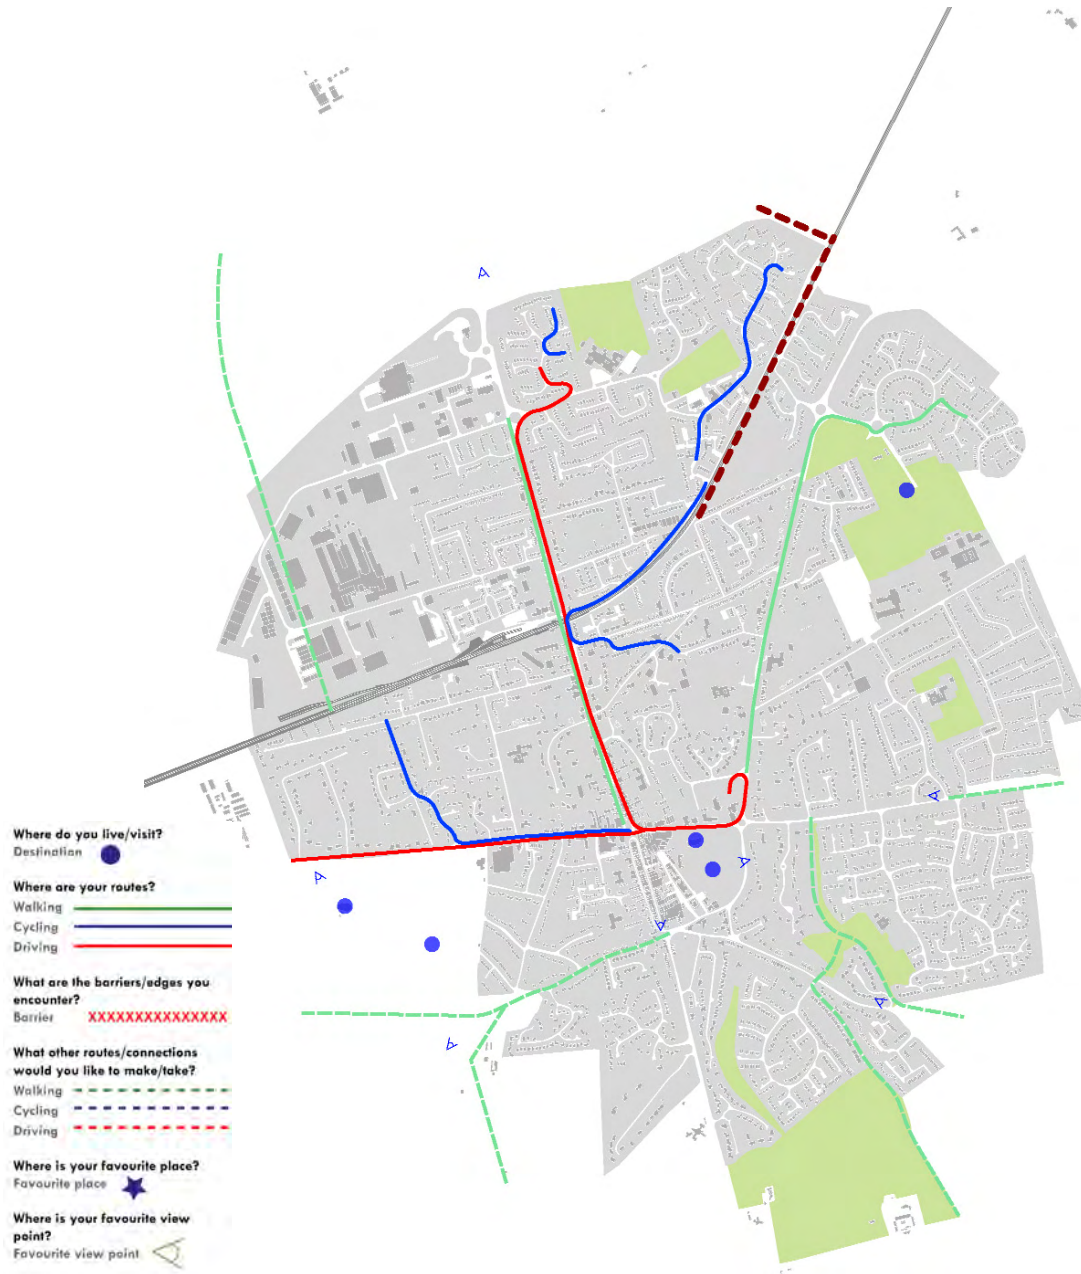 Where do you live/visit?
Destination
Where are your routes?
Walking
Cycling
Driving
What are the barriers/edges you
encounter?
Barrier XXXXXXXXXXXXXXX
What other routes/connections
would you like to make/take?
Walking
Cycling
Driving
Where is your favourite place?
Favourite place
Where is your favourite view
point?
Favourite view point